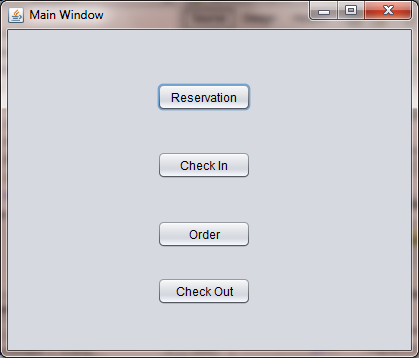 Main Window
Reservation
Check In
Order
Check Out